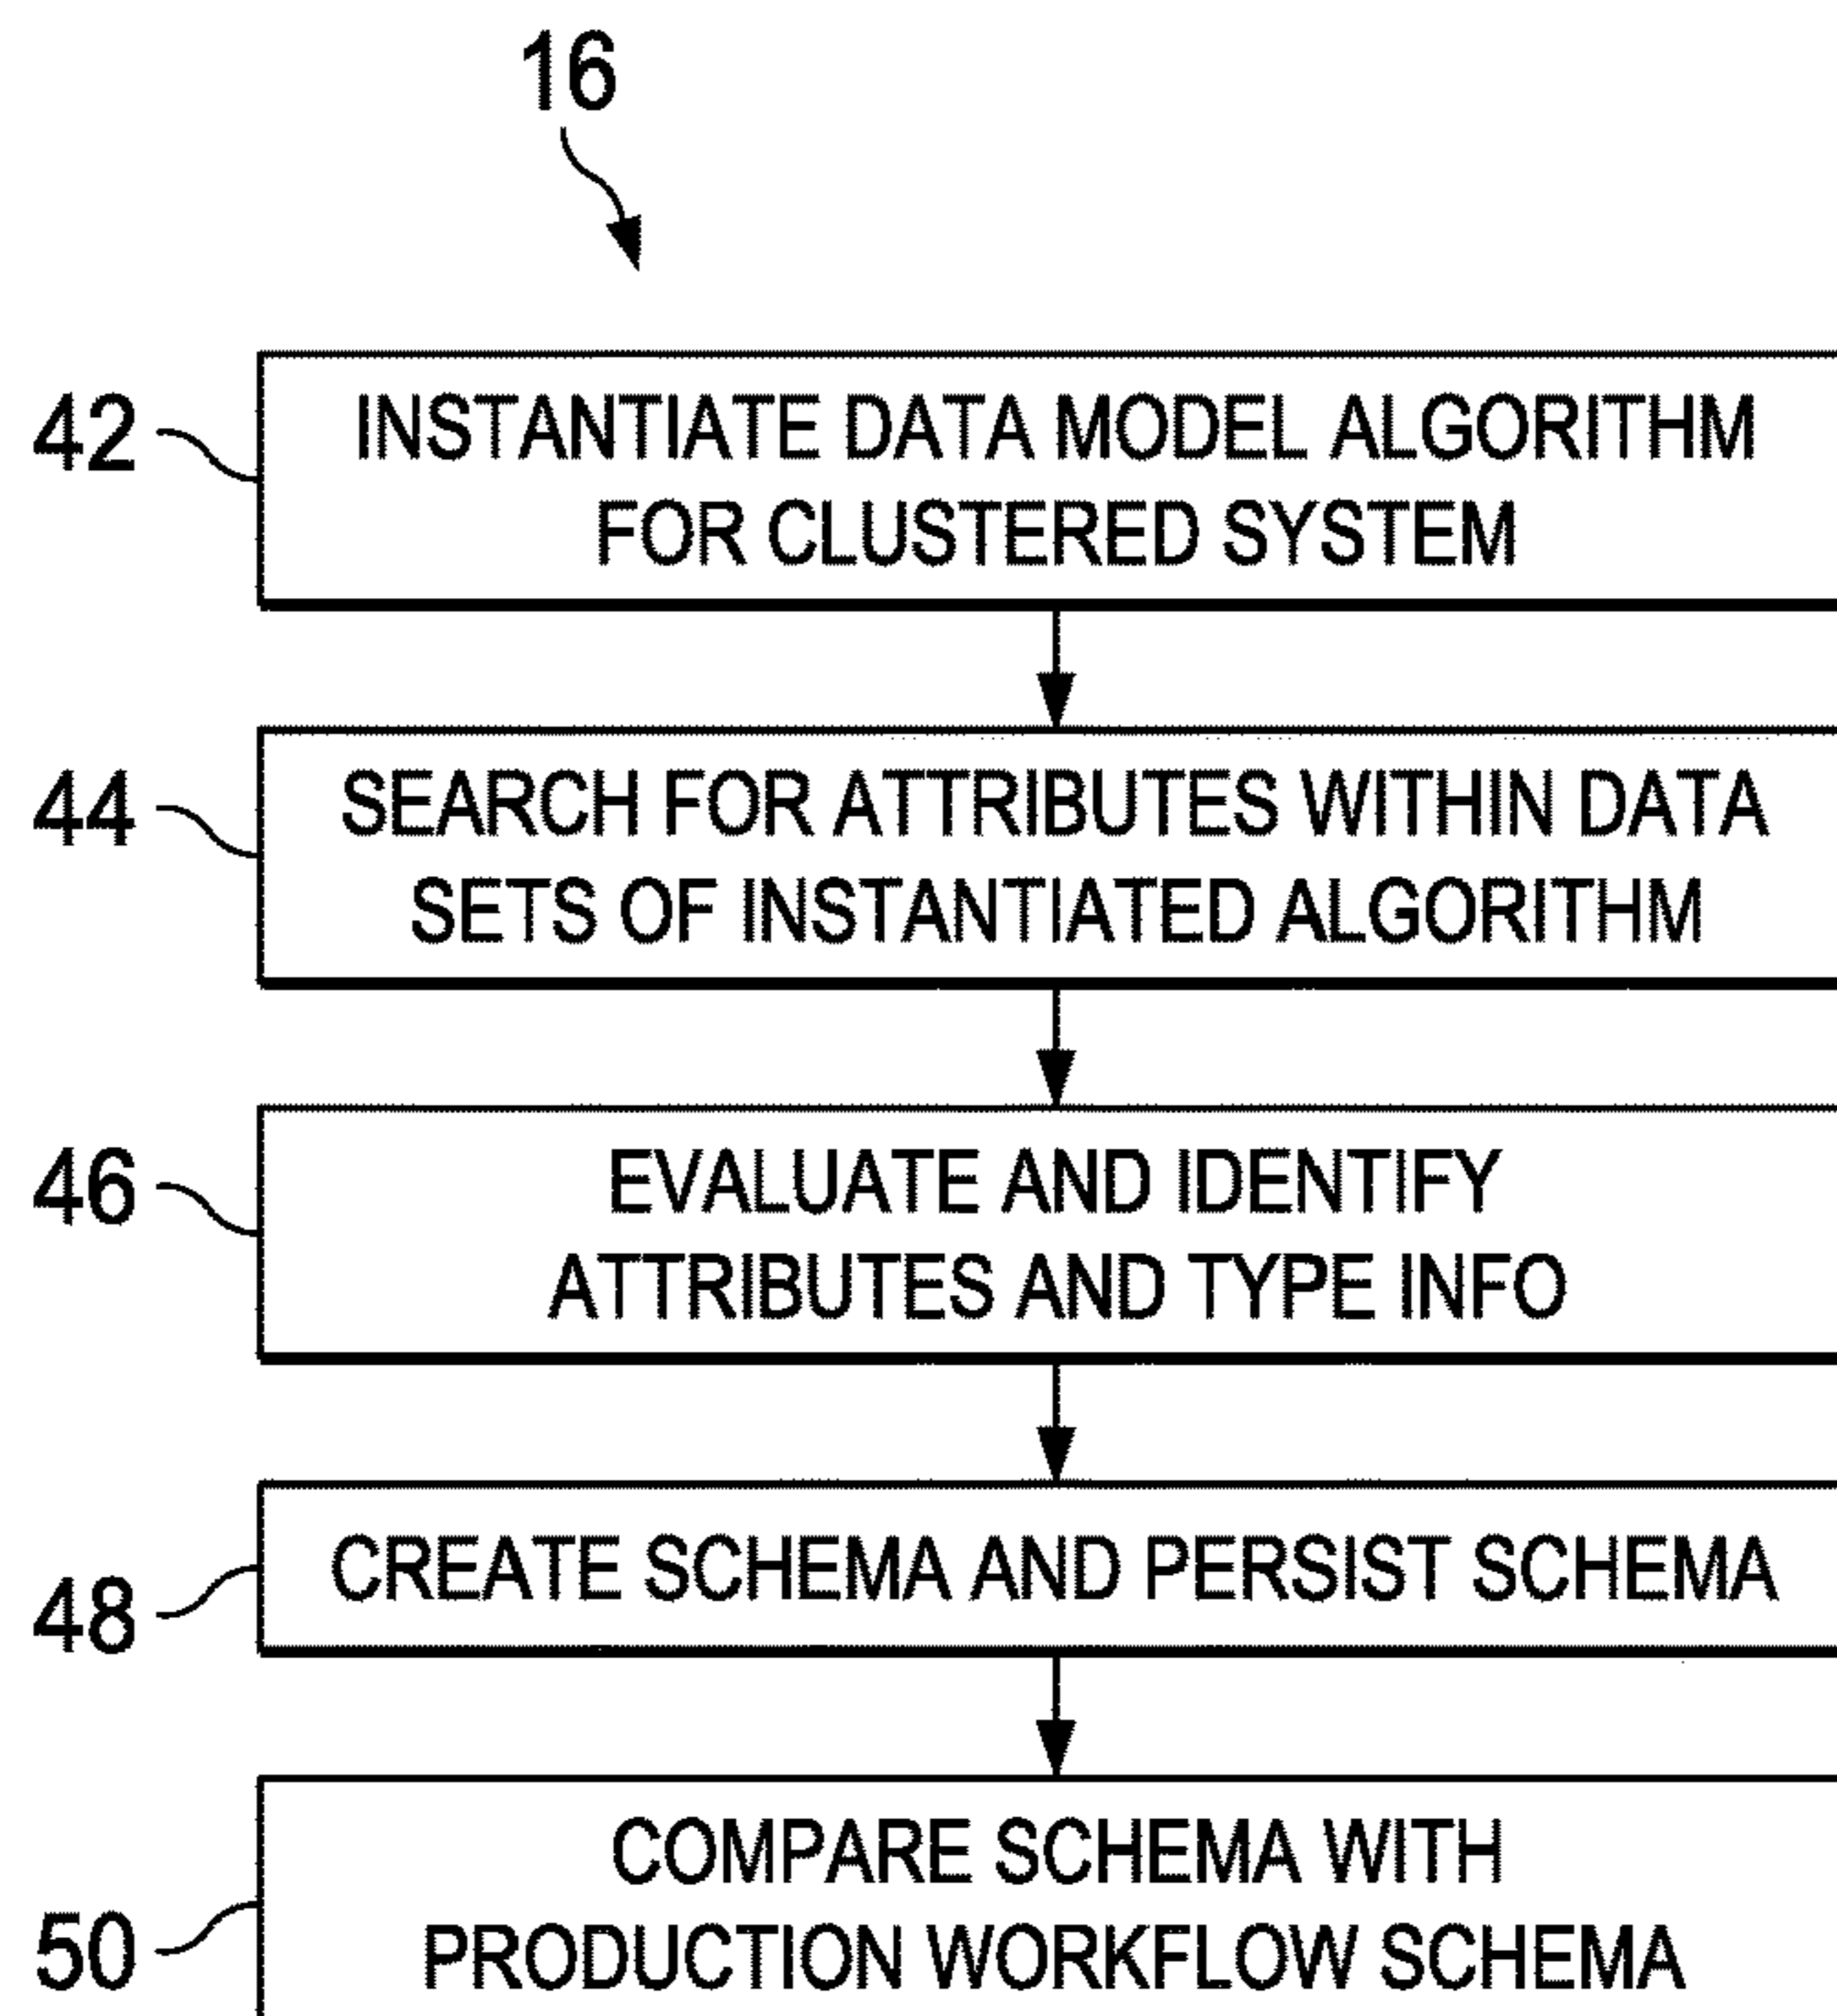 16
42
INSTANTIATE DATA MODEL ALGORITHM
FOR CLUSTERED SYSTEM
44
SEARCH FOR ATTRIBUTES WITHIN DATA
SETS OF INSTANTIATED ALGORITHM
46
EVALUATE AND IDENTIFY
ATTRIBUTES AND TYPE INFO
48
CREATE SCHEMA AND PERSIST SCHEMA
50
COMPARE SCHEMA WITH
PRODUCTION WORKFLOW SCHEMA